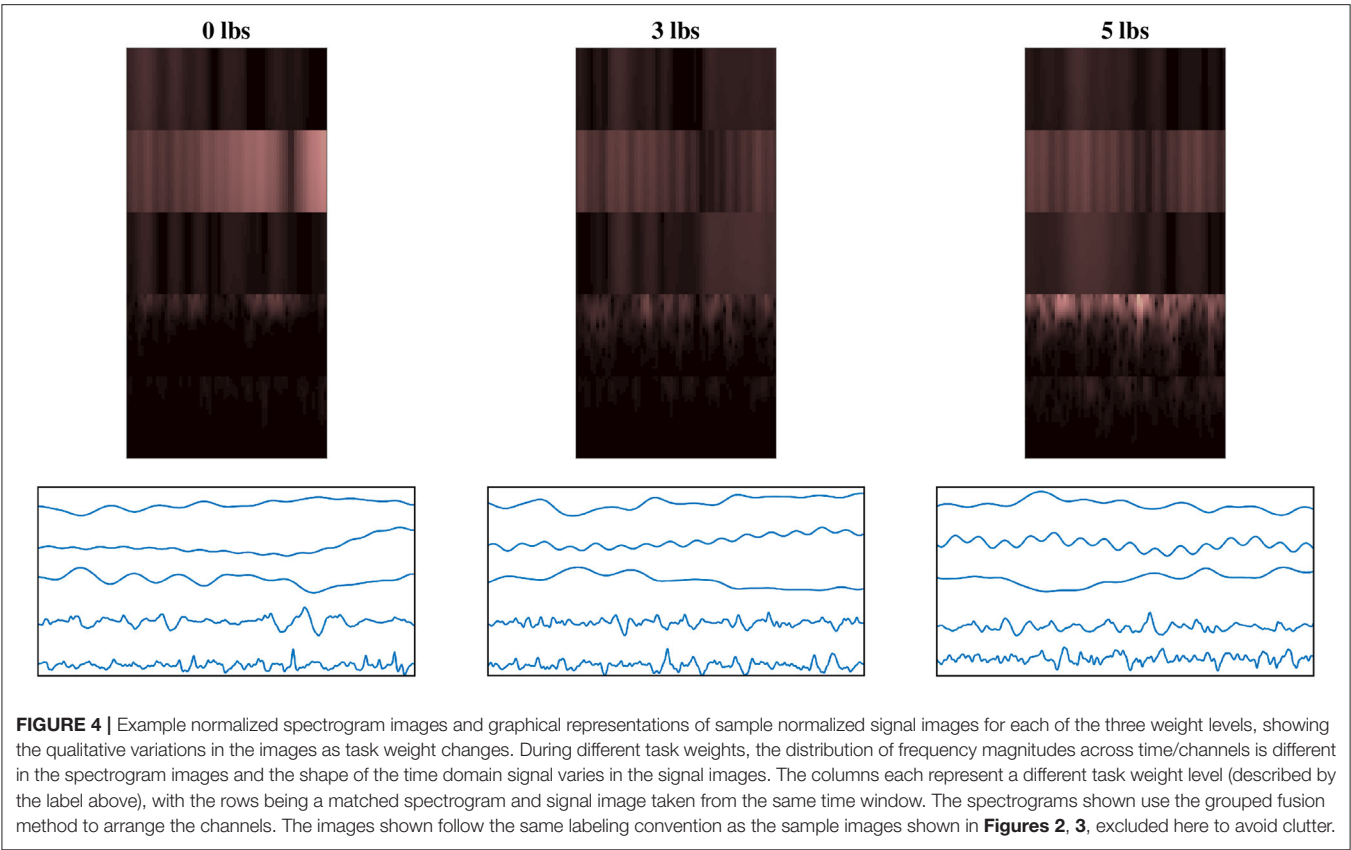 0 lbs
3 lbs
5 lbs
FIGURE 4 | Example normalized spectrogram images and graphical representations of sample normalized signal images for each of the three weight levels, showing
the qualitative variations in the images as task weight changes. During different task weights, the distribution of frequency magnitudes across time/channels is different
in the spectrogram images and the shape of the time domain signal varies in the signal images. The columns each represent a different task weight level (described by
the label above), with the rows being a matched spectrogram and signal image taken from the same time window. The spectrograms shown use the grouped fusion
method to arrange the channels. The images shown follow the same labeling convention as the sample images shown in Figures 2, 3, excluded here to avoid clutter.